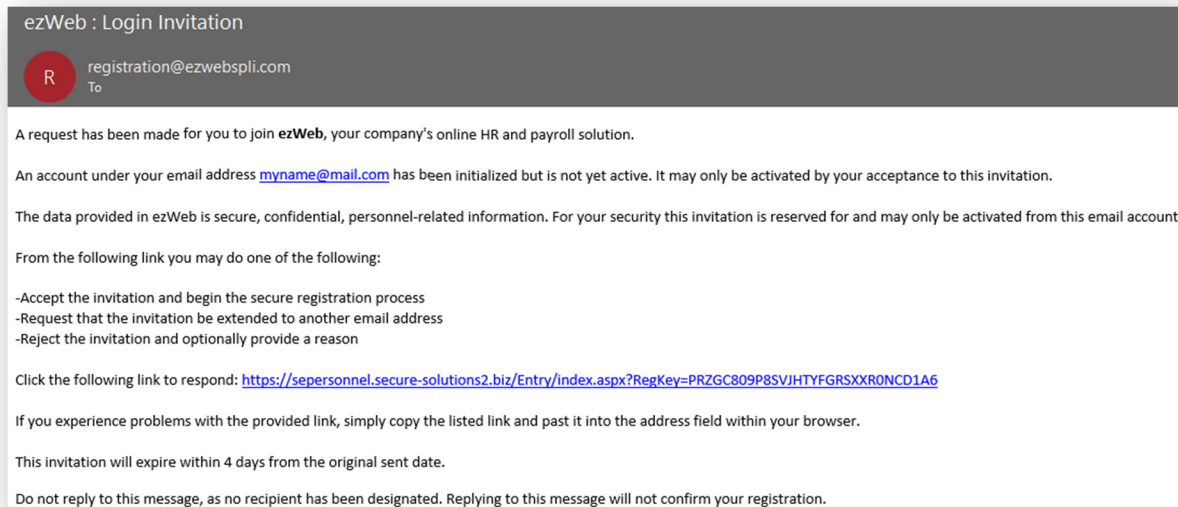 ezWeb : Login Invitation
R
registration@ezwebspli.com
To
A request has been made for you to join ezWeb, your company's online HR and payroll solution.
An account under your email address myname@mail.com has been initialized but is not yet active. It may only be activated by your acceptance to this invitation.
The data provided in ezWeb is secure, confidential, personnel-related information. For your security this invitation is reserved for and may only be activated from this email account
From the following link you may do one of the following:
-Accept the invitation and begin the secure registration process
-Request that the invitation be extended to another email address
-Reject the invitation and optionally provide a reason
Click the following link to respond: https://sepersonnel.secure-solutions2.biz/Entry/index.aspx?RegKey=PRZGC809P8SVJHTYFGRSXXR0NCD1A6
If you experience problems with the provided link, simply copy the listed link and past it into the address field within your browser.
This invitation will expire within 4 days from the original sent date.
Do not reply to this message, as no recipient has been designated. Replying to this message will not confirm your registration.